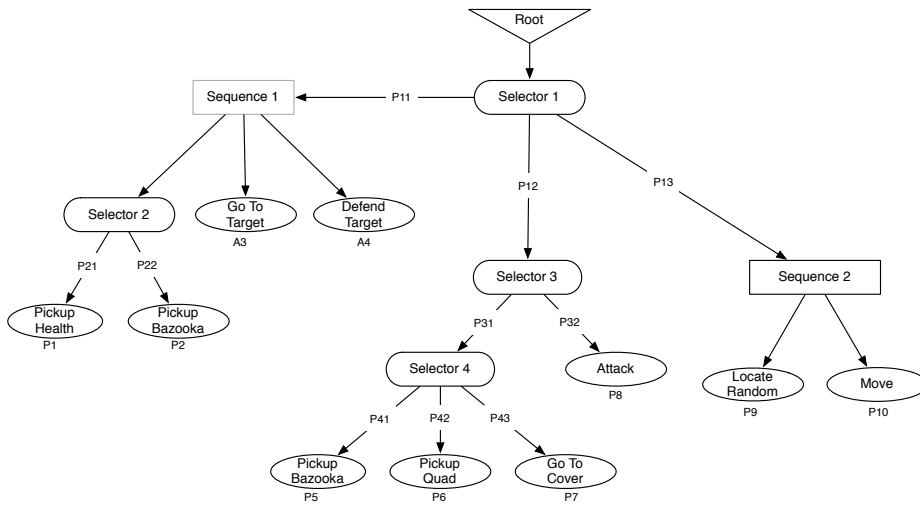 Root
Sequence 1
P11
Selector 1
P12
P13
Selector 2
Go To
Target
A3
Defend
Target
A4
P21
P22
Selector 3
Sequence 2
Pickup
Health
P1
Pickup
Bazooka
P2
P31
P32
Selector 4
Attack
P8
Locate
Random
P9
Move
P10
P41
P42
P43
Pickup
Bazooka
P5
Pickup
Quad
P6
Go To
Cover
P7